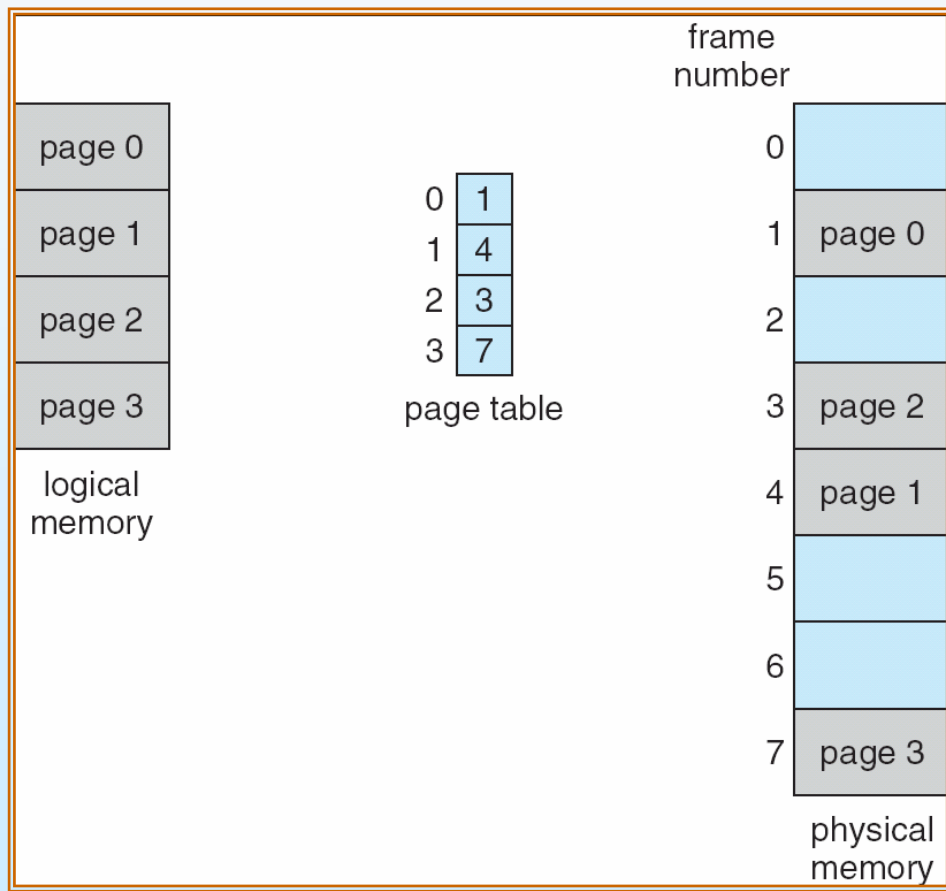 page 0
page 1
page 2
page 3
logical
memory
0 1
1 4
2 3
3 7
page table
frame
number
0
1 page 0
2
3 page 2
4 page 1
5
6
7 page 3
physical
memory